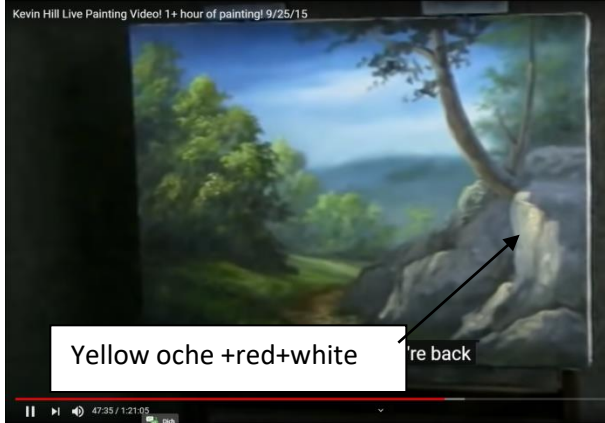 Kevin Hill Live Painting Video! 1+ hour of painting! 9/25/15
're back
Yellow oche +red+white
47:35 / 1:21:05